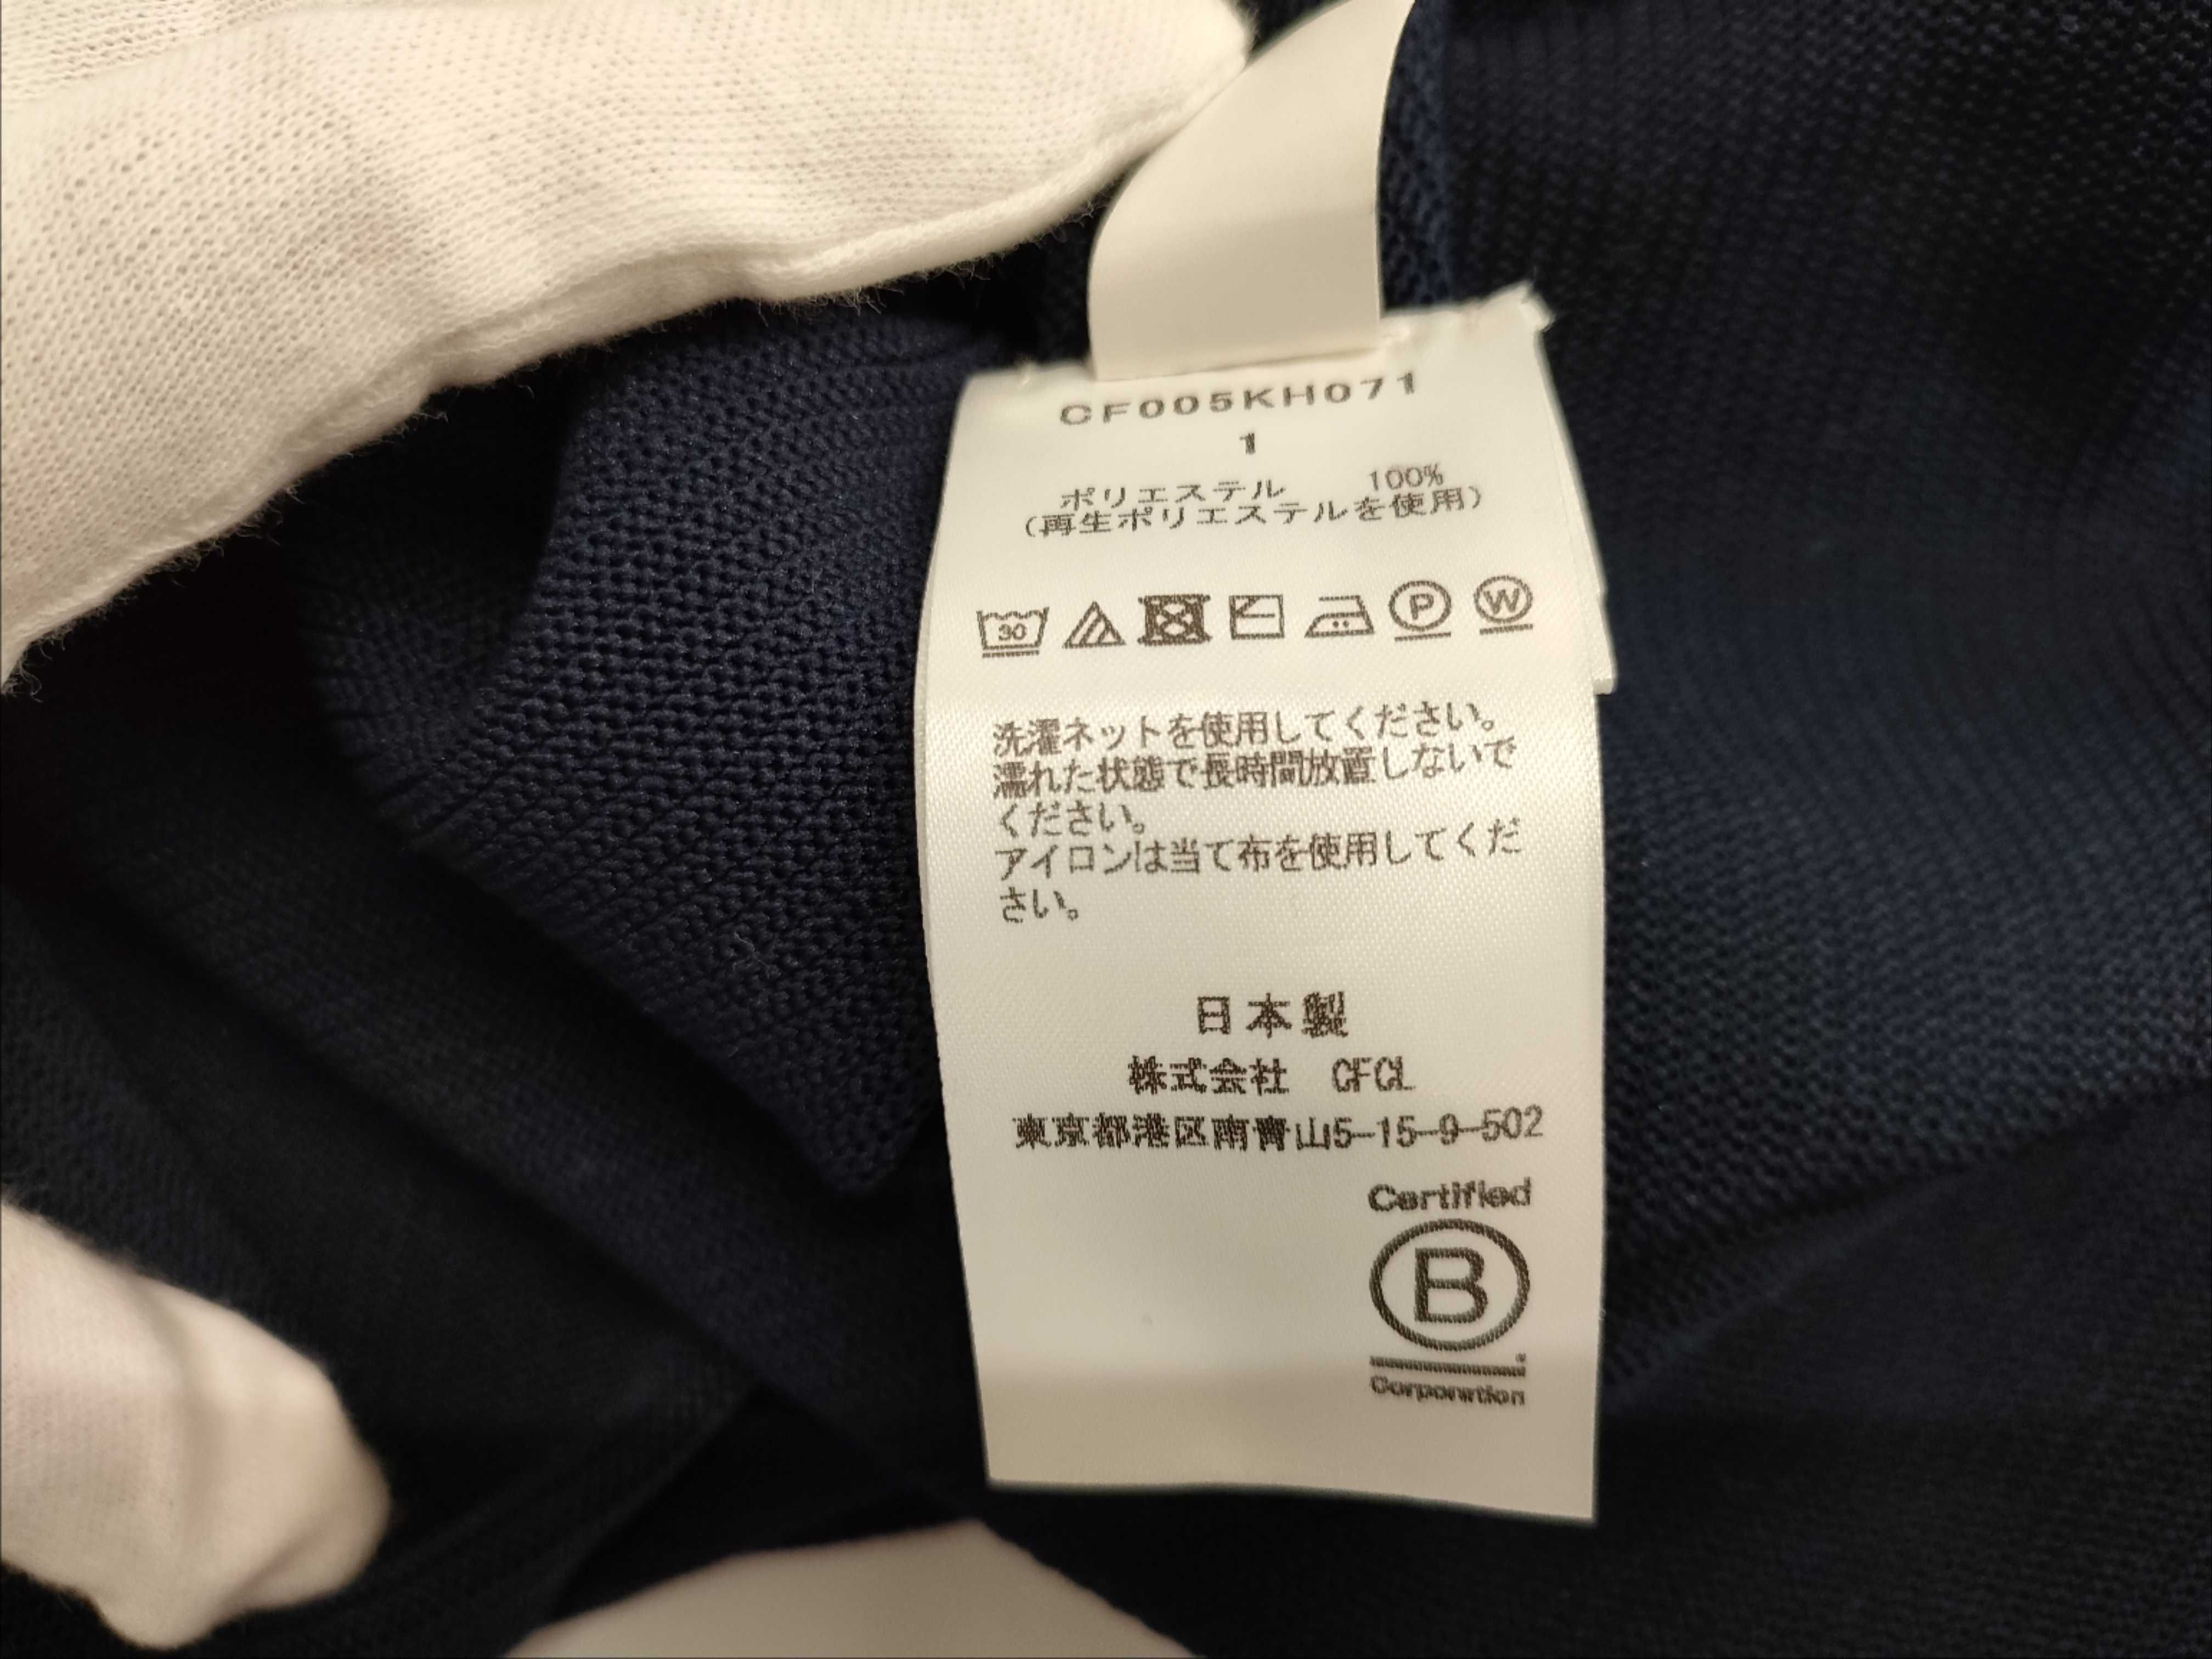 CF005KH071
1
ポリエステル 100%
(再生ポリエステルを使用)
30
P W
洗濯ネットを使用してください。
濡れた状態で長時間放置しないで
ください。
アイロンは当て布を使用してくだ
さい。
日本製
株式会社 CFCL
東京都港区南青山5-15-9-502
Certified
B
Corporation